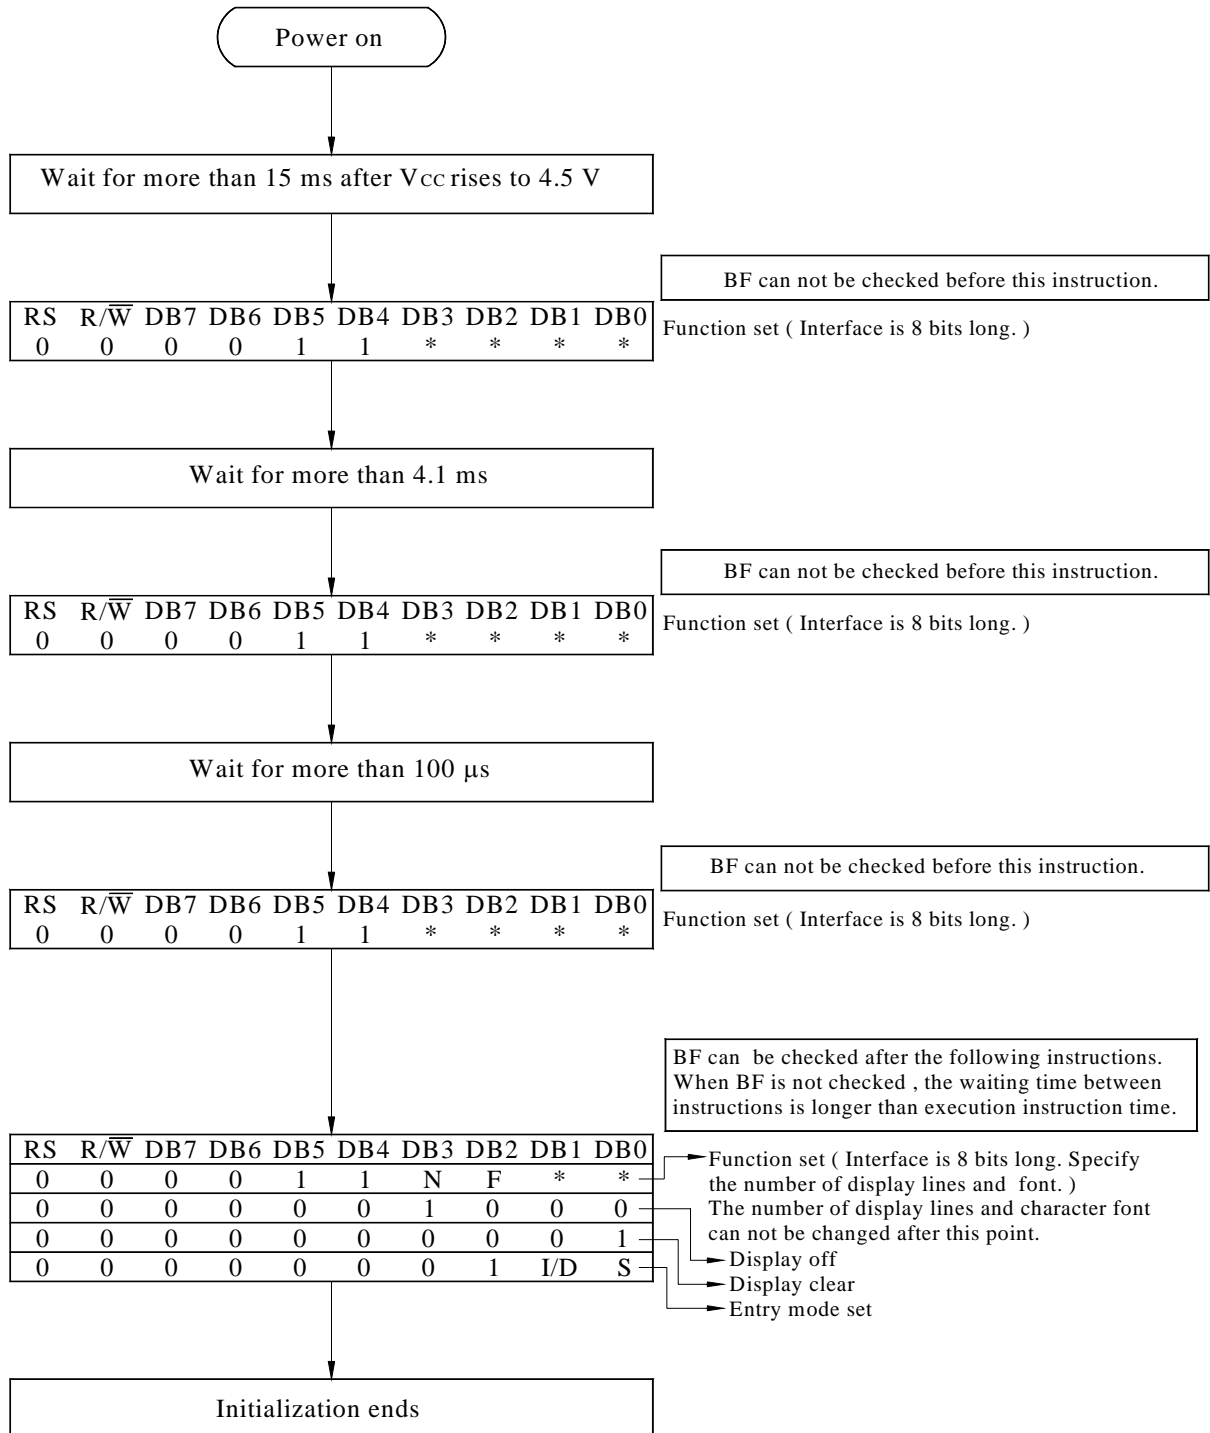 Power on
Wait for more than 15 ms after VCC rises to 4.5 V
BF can not be checked before this instruction.
RS R/W̅ DB7 DB6 DB5 DB4 DB3 DB2 DB1 DB0
0 0 0 0 1 1 * * * *
Function set ( Interface is 8 bits long. )
Wait for more than 4.1 ms
BF can not be checked before this instruction.
RS R/W̅ DB7 DB6 DB5 DB4 DB3 DB2 DB1 DB0
0 0 0 0 1 1 * * * *
Function set ( Interface is 8 bits long. )
Wait for more than 100 µs
BF can not be checked before this instruction.
RS R/W̅ DB7 DB6 DB5 DB4 DB3 DB2 DB1 DB0
0 0 0 0 1 1 * * * *
Function set ( Interface is 8 bits long. )
BF can be checked after the following instructions.
When BF is not checked , the waiting time between
instructions is longer than execution instruction time.
RS R/W̅ DB7 DB6 DB5 DB4 DB3 DB2 DB1 DB0
0 0 0 0 1 1 N F * *
0 0 0 0 0 0 1 0 0 0
0 0 0 0 0 0 0 0 0 1
0 0 0 0 0 0 0 1 I/D S
Function set ( Interface is 8 bits long. Specify
the number of display lines and font. )
The number of display lines and character font
can not be changed after this point.
Display off
Display clear
Entry mode set
Initialization ends